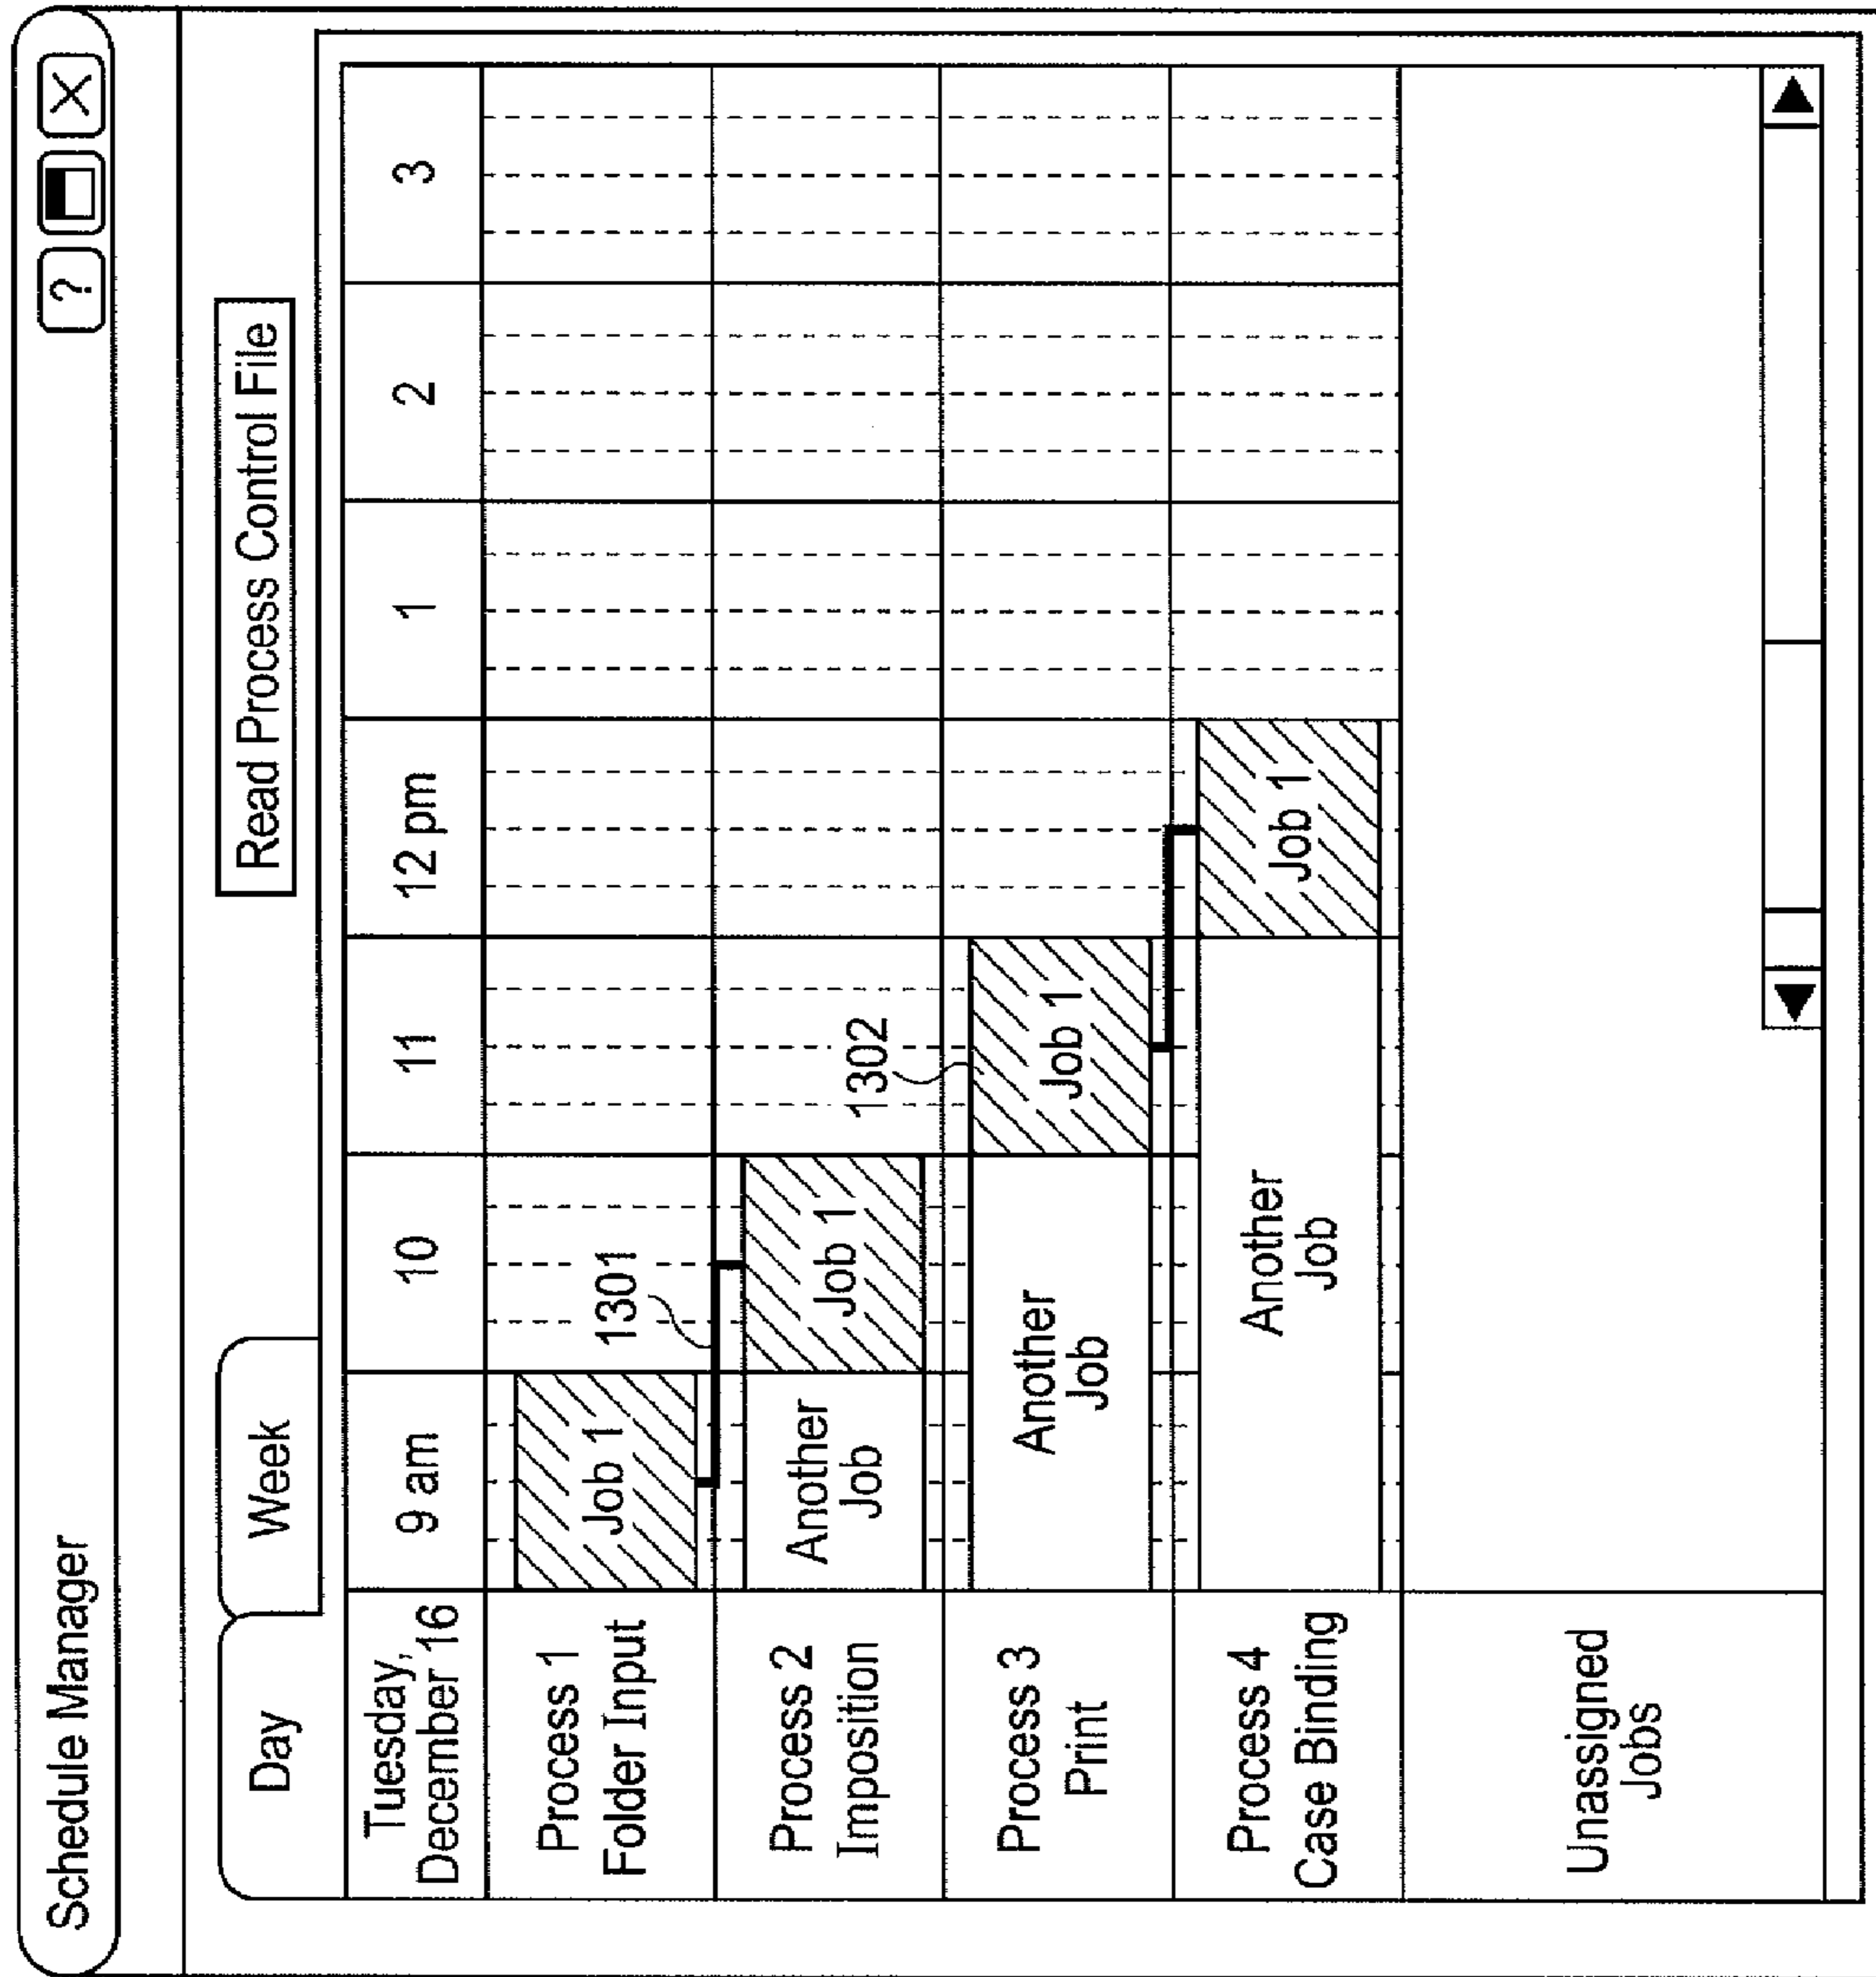 Schedule Manager
?
X
Day
Week
Read Process Control File
Tuesday,
December 16
9 am
10
11
12 pm
1
2
3
Process 1
Folder Input
Job 1
1301
Process 2
Imposition
Another
Job
Job 1
1302
Process 3
Print
Another
Job
Job 1
Process 4
Case Binding
Another
Job
Job 1
Unassigned
Jobs